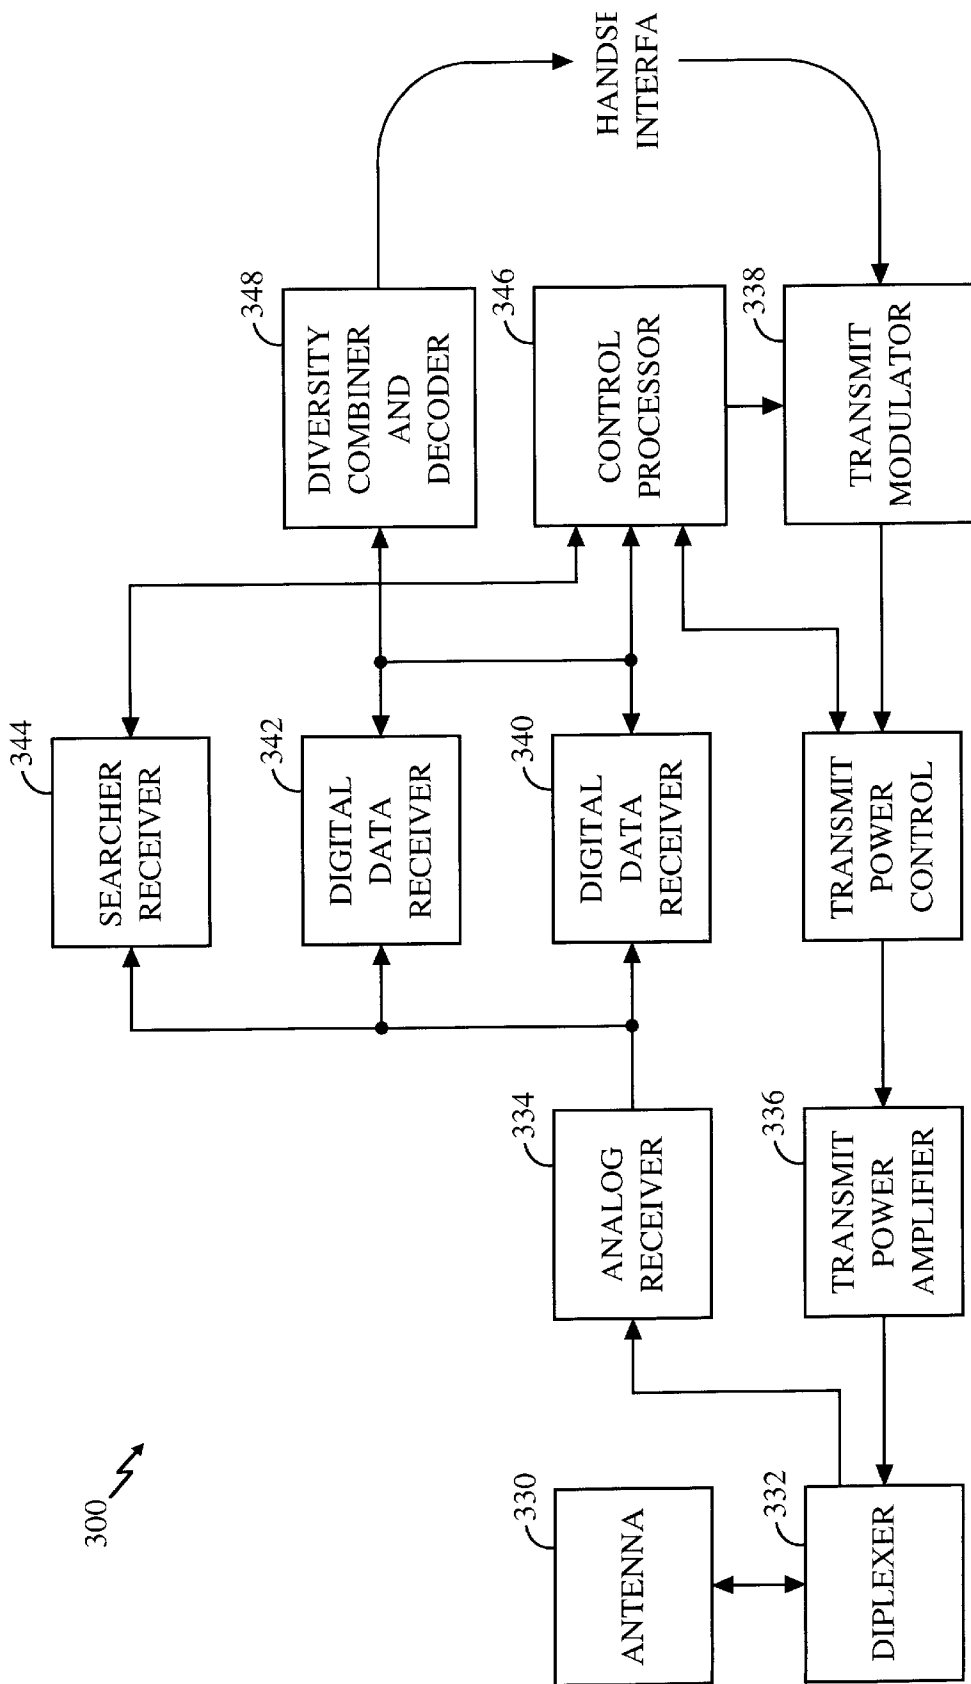 300
344
SEARCHER
RECEIVER
348
DIVERSITY
COMBINER
AND
DECODER
342
DIGITAL
DATA
RECEIVER
346
CONTROL
PROCESSOR
340
DIGITAL
DATA
RECEIVER
334
ANALOG
RECEIVER
330
ANTENNA
332
DIPLEXER
336
TRANSMIT
POWER
AMPLIFIER
TRANSMIT
POWER
CONTROL
338
TRANSMIT
MODULATOR